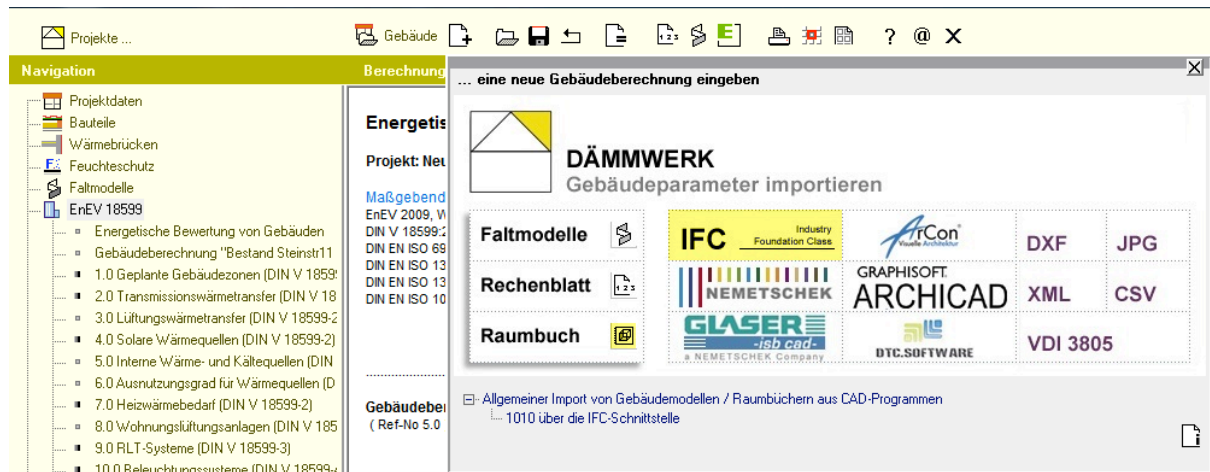 Projekte ...
Gebäude
? @ X
Navigation
Berechnung
... eine neue Gebäudeberechnung eingeben
Projektdaten
Bauteile
Wärmebrücken
Feuchteschutz
Faltmodelle
EnEV 18599
Energetische Bewertung von Gebäuden
Gebäudeberechnung "Bestand Steinstr11
1.0 Geplante Gebäudezonen (DIN V 1859
2.0 Transmissionswärmetransfer (DIN V 18
3.0 Lüftungswärmetransfer (DIN V 18599-2
4.0 Solare Wärmequellen (DIN V 18599-2)
5.0 Interne Wärme- und Kältequellen (DIN
6.0 Ausnutzungsgrad für Wärmequellen (D
7.0 Heizwärmebedarf (DIN V 18599-2)
8.0 Wohnungslüftungsanlagen (DIN V 185
9.0 RLT-Systeme (DIN V 18599-3)
10.0 Beleuchtungssysteme (DIN V 18599-
Energetis
Projekt: Neu
Maßgebend
EnEV 2009, W
DIN V 18599:2
DIN EN ISO 69
DIN EN ISO 13
DIN EN ISO 13
DIN EN ISO 10
Gebäudeber
( Ref-No 5.0
DÄMMWERK
Gebäudeparameter importieren
Faltmodelle
Rechenblatt
Raumbuch
IFC Industry Foundation Class
ArCon
Visuelle Architektur
DXF JPG
NEMETSCHEK
GRAPHISOFT
ARCHICAD
XML CSV
GLASER
-isb cad-
a NEMETSCHEK Company
DTC.SOFTWARE
VDI 3805
Allgemeiner Import von Gebäudemodellen / Raumbüchern aus CAD-Programmen
1010 über die IFC-Schnittstelle